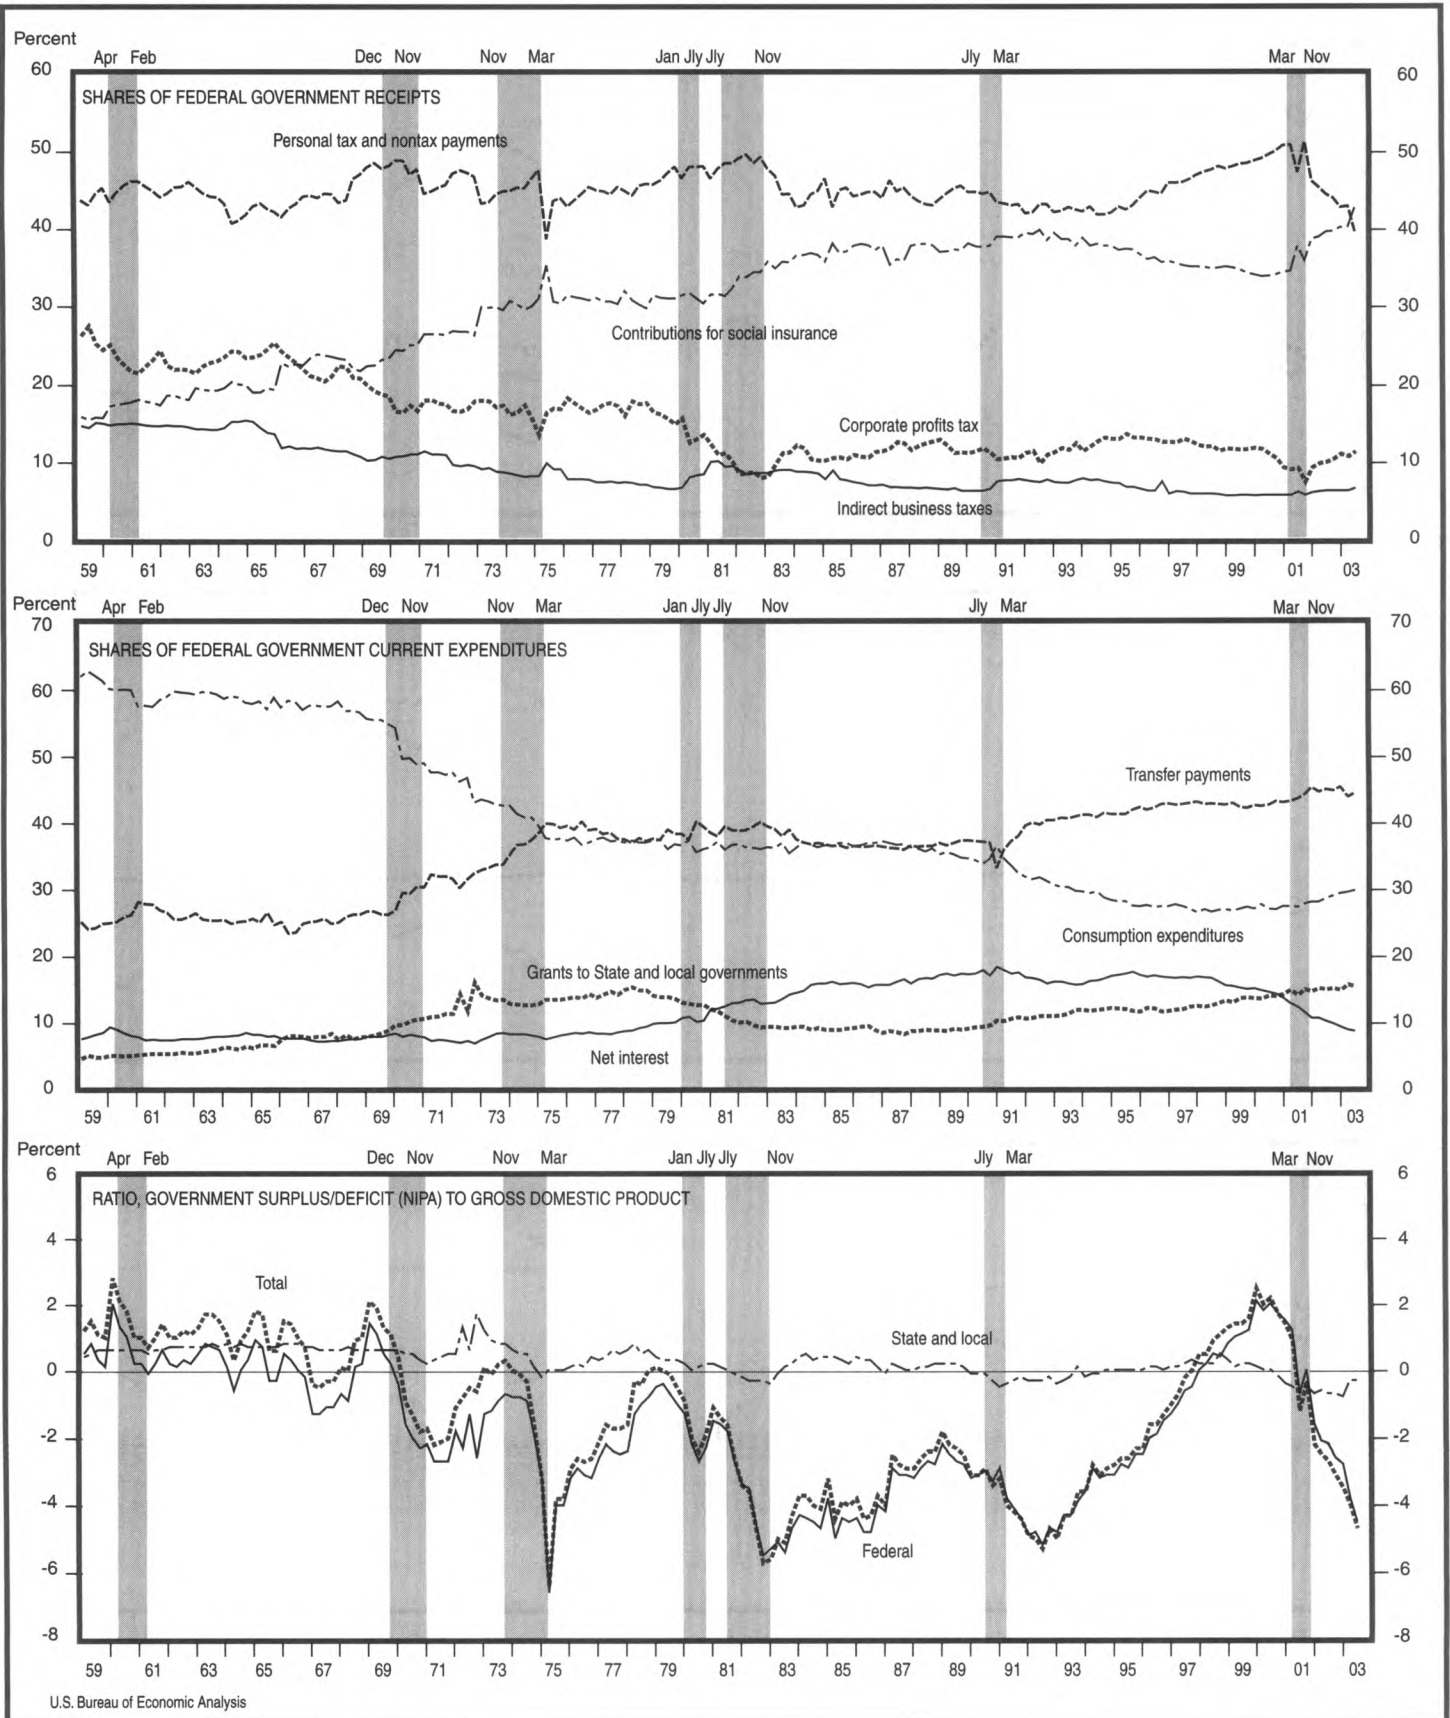 Percent
Apr Feb Dec Nov Nov Mar Jan Jly Jly Nov Jly Mar Mar Nov
60 60
SHARES OF FEDERAL GOVERNMENT RECEIPTS
Personal tax and nontax payments
50 50
40 40
30 30
Contributions for social insurance
20 20
Corporate profits tax
10 10
Indirect business taxes
0 0
59 61 63 65 67 69 71 73 75 77 79 81 83 85 87 89 91 93 95 97 99 01 03
Percent
Apr Feb Dec Nov Nov Mar Jan Jly Jly Nov Jly Mar Mar Nov
70 70
SHARES OF FEDERAL GOVERNMENT CURRENT EXPENDITURES
60 60
50 50
Transfer payments
40 40
30 30
Consumption expenditures
20 20
Grants to State and local governments
10 10
Net interest
0 0
59 61 63 65 67 69 71 73 75 77 79 81 83 85 87 89 91 93 95 97 99 01 03
Percent
Apr Feb Dec Nov Nov Mar Jan Jly Jly Nov Jly Mar Mar Nov
6 6
RATIO, GOVERNMENT SURPLUS/DEFICIT (NIPA) TO GROSS DOMESTIC PRODUCT
4 4
Total
2 2
State and local
0 0
-2 -2
-4 -4
Federal
-6 -6
-8 -8
59 61 63 65 67 69 71 73 75 77 79 81 83 85 87 89 91 93 95 97 99 01 03
U.S. Bureau of Economic Analysis